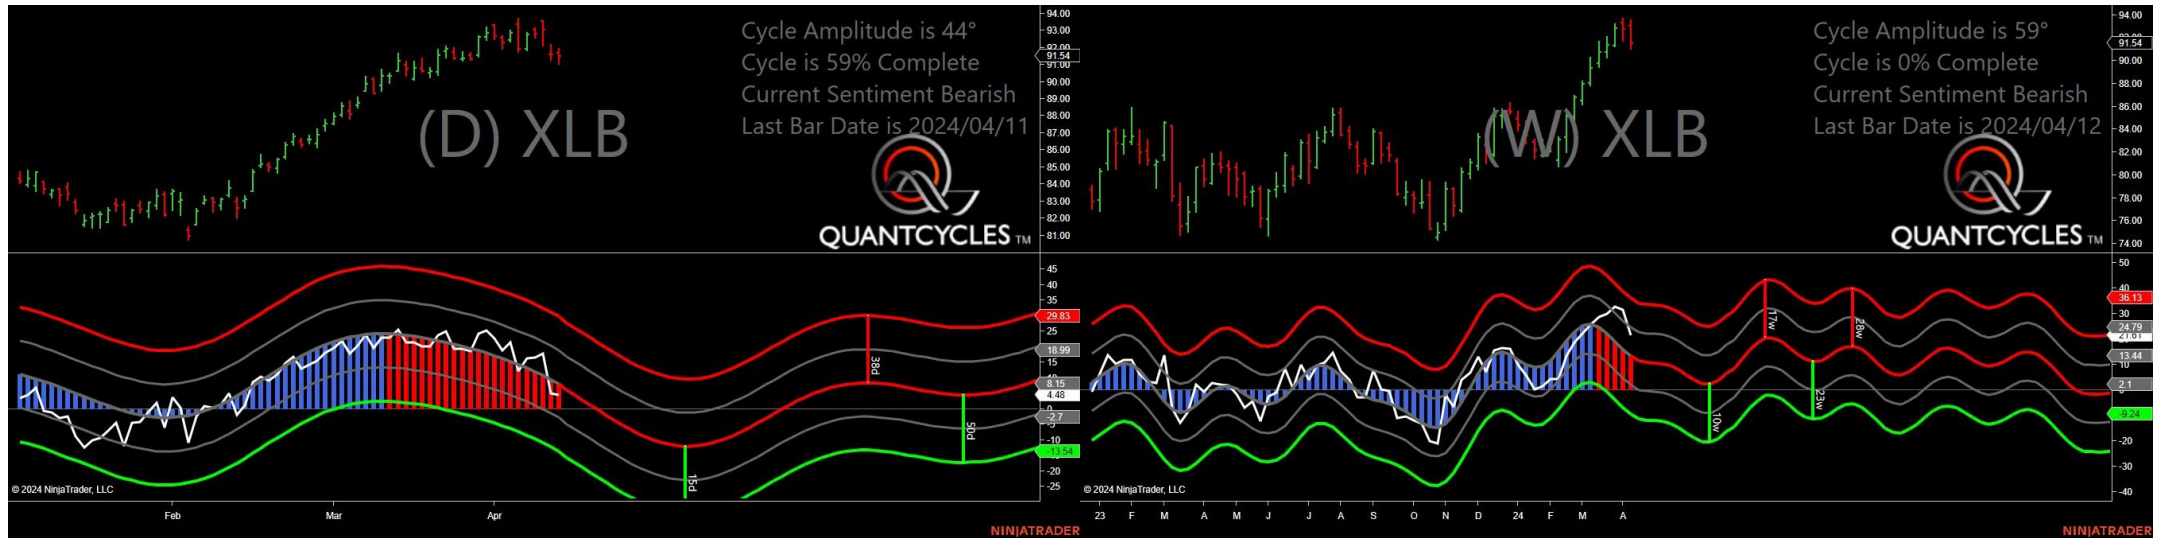 Cycle Amplitude is 44°
Cycle is 59% Complete
Current Sentiment Bearish
Last Bar Date is 2024/04/11
(D) XLB
QUANTCYCLES TM
94.00
93.00
92.00
91.54
91.00
90.00
89.00
88.00
87.00
86.00
85.00
84.00
83.00
82.00
81.00
45
40
35
29.83
25
18.99
15
8.15
4.48
0
-2.7
-5
-10
-13.54
-20
-25
38d
50d
15d
© 2024 NinjaTrader, LLC
Feb Mar Apr
NINJATRADER
Cycle Amplitude is 59°
Cycle is 0% Complete
Current Sentiment Bearish
Last Bar Date is 2024/04/12
(W) XLB
QUANTCYCLES TM
94.00
91.54
90.00
88.00
86.00
84.00
82.00
80.00
78.00
76.00
74.00
50
40
36.13
30
24.79
13.44
10
2.1
-9.24
-20
-30
-40
17w
28w
10w
23w
© 2024 NinjaTrader, LLC
23 F M A M J J A S O N D 24 F M A
NINJATRADER